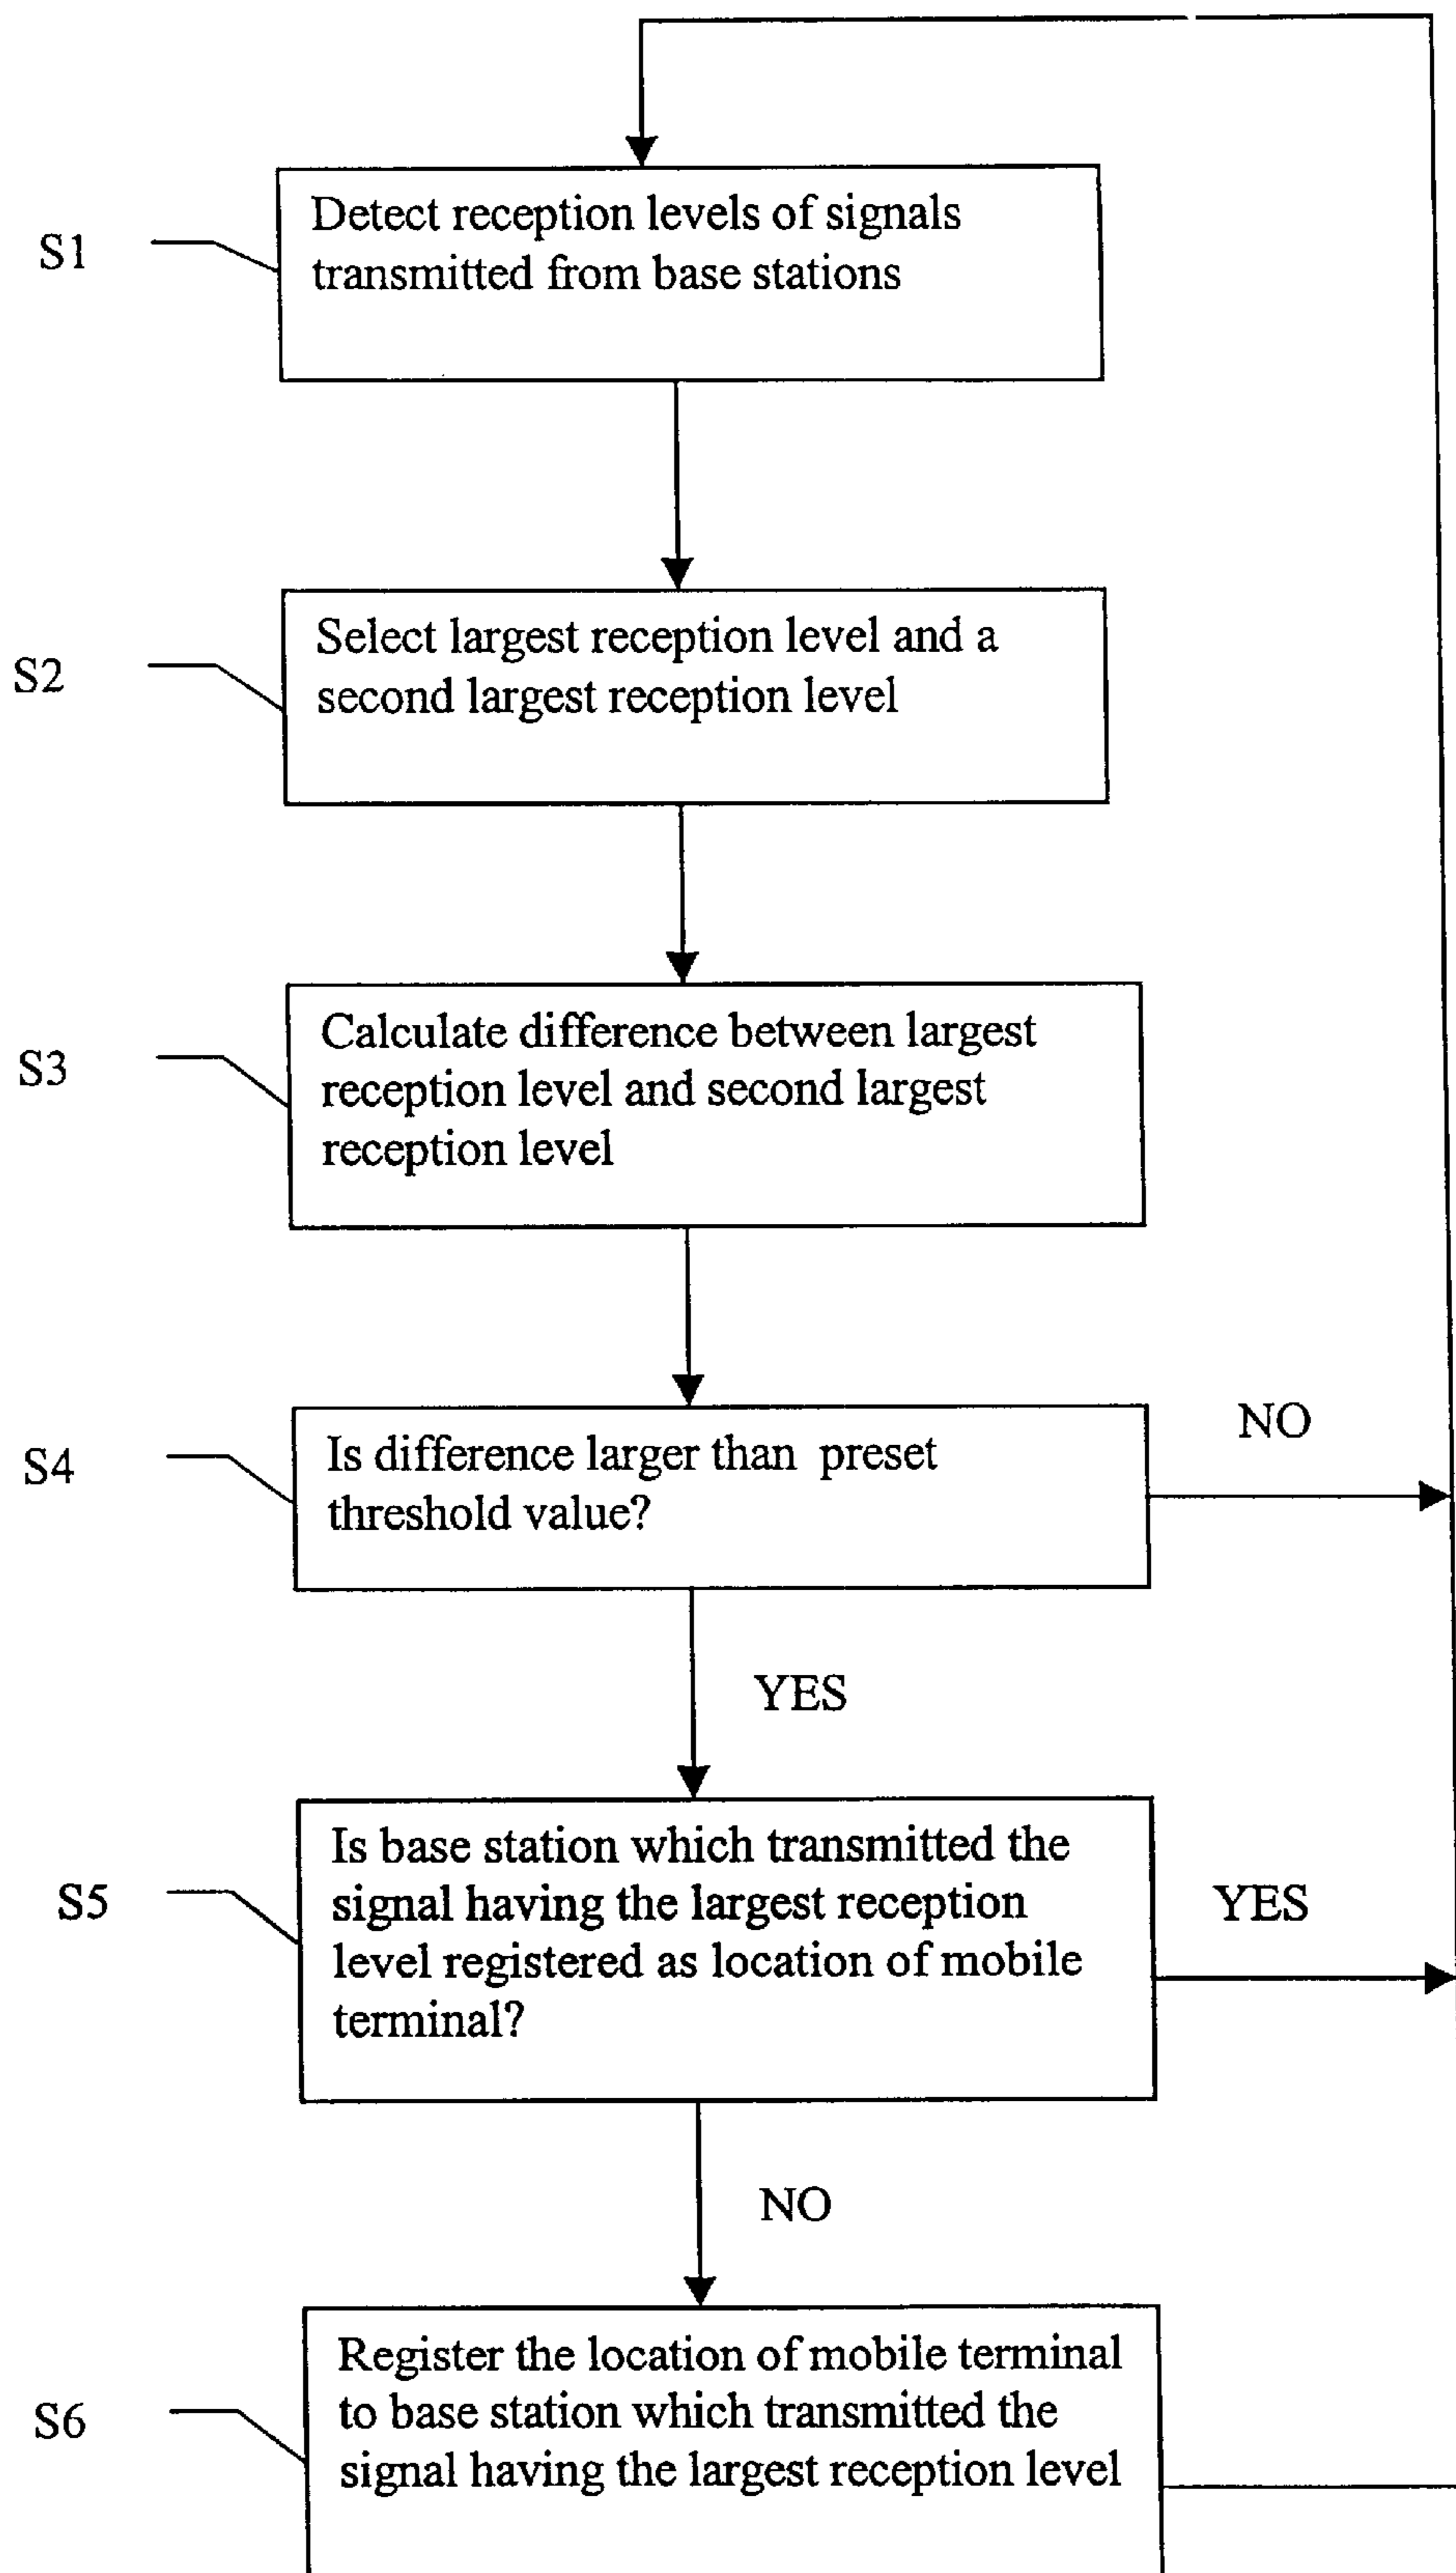 S1
Detect reception levels of signals
transmitted from base stations
S2
Select largest reception level and a
second largest reception level
S3
Calculate difference between largest
reception level and second largest
reception level
S4
Is difference larger than preset
threshold value?
NO
YES
S5
Is base station which transmitted the
signal having the largest reception
level registered as location of mobile
terminal?
YES
NO
S6
Register the location of mobile terminal
to base station which transmitted the
signal having the largest reception level